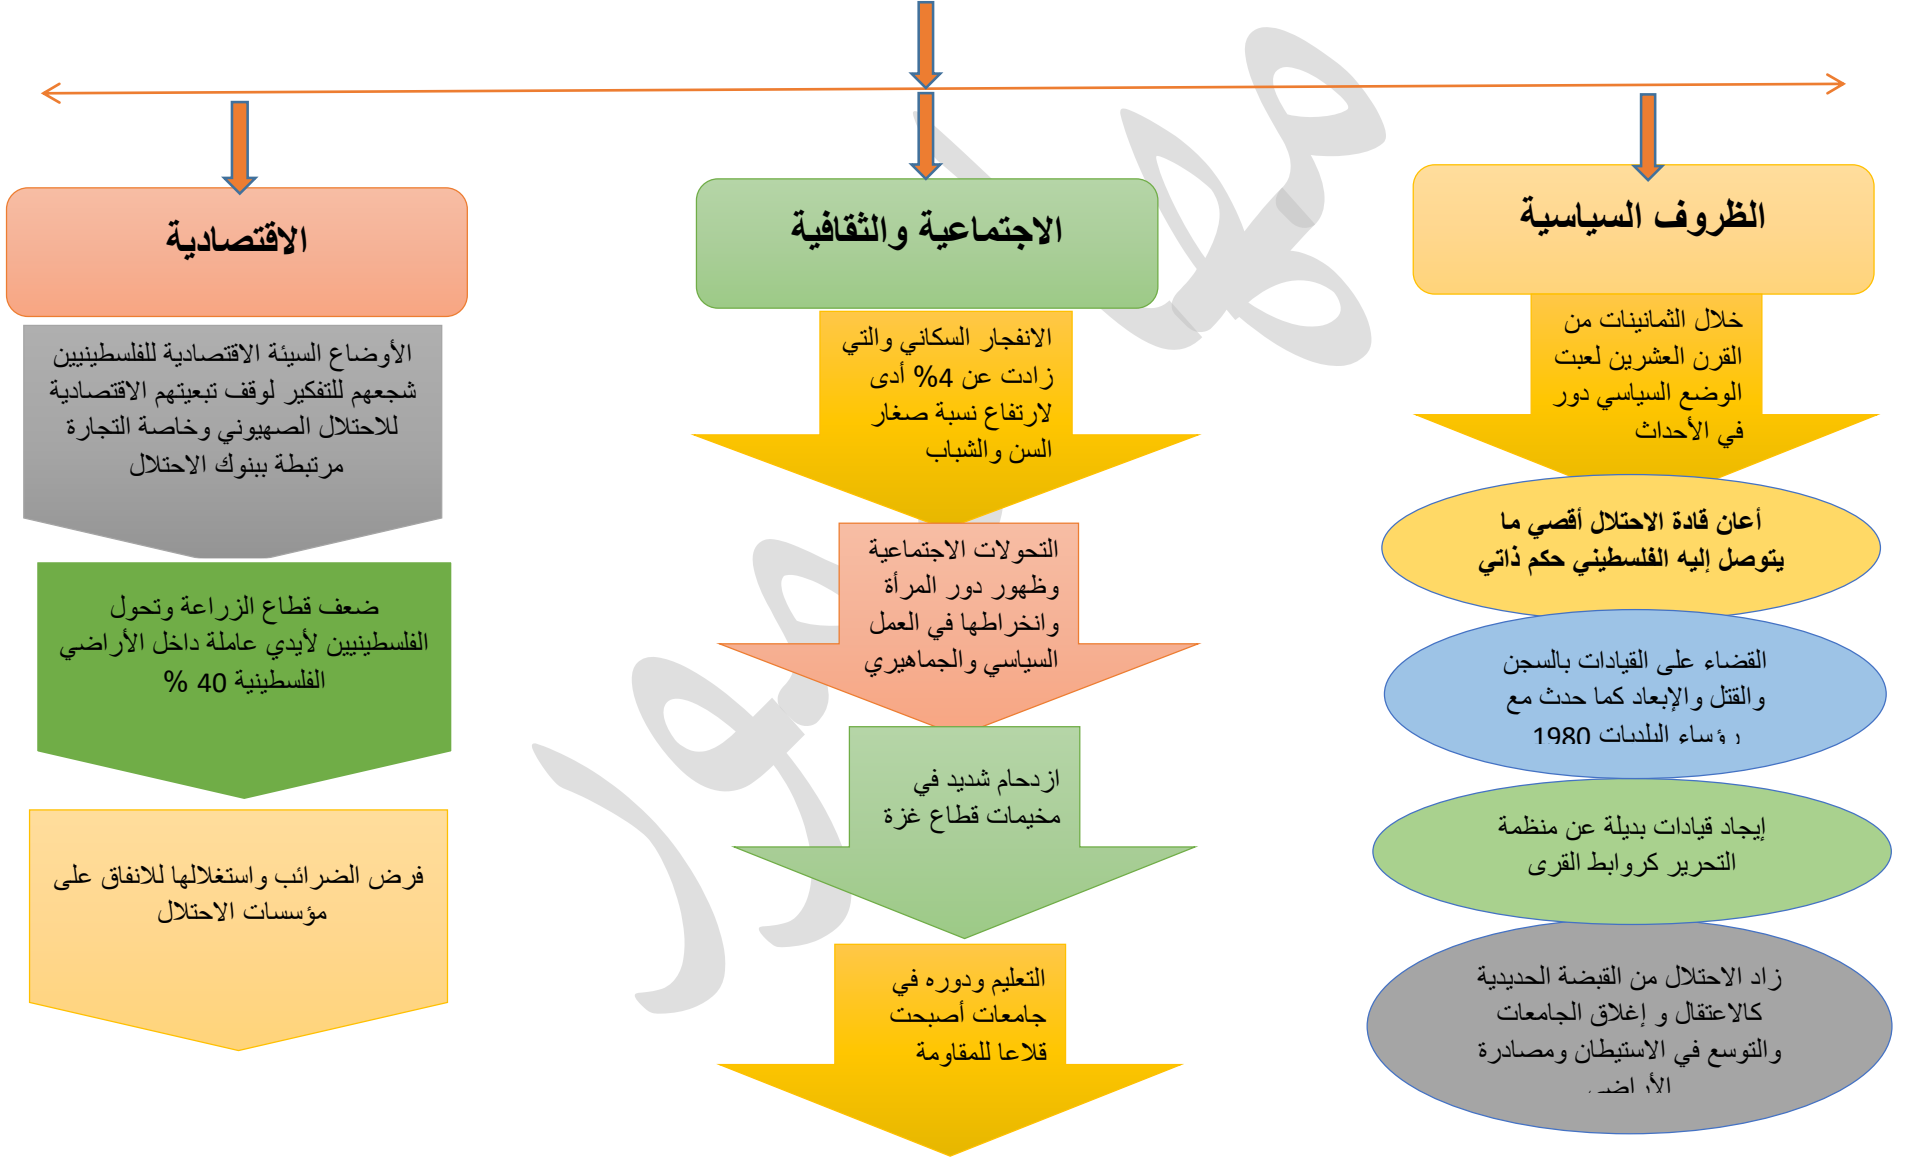 الظروف السياسية
خلال الثمانينات من
القرن العشرين لعبت
الوضع السياسي دور
في الأحداث
أعان قادة الاحتلال أقصي ما
يتوصل إليه الفلسطيني حكم ذاتي
القضاء على القيادات بالسجن
والقتل والإبعاد كما حدث مع
رؤساء البلديات 1980
إيجاد قيادات بديلة عن منظمة
التحرير كروابط القرى
زاد الاحتلال من القبضة الحديدية
كالاعتقال و إغلاق الجامعات
والتوسع في الاستيطان ومصادرة
الأراضي
الاجتماعية والثقافية
الانفجار السكاني والتي
زادت عن 4% أدى
لارتفاع نسبة صغار
السن والشباب
التحولات الاجتماعية
وظهور دور المرأة
وانخراطها في العمل
السياسي والجماهيري
ازدحام شديد في
مخيمات قطاع غزة
التعليم ودوره في
جامعات أصبحت
قلاعا للمقاومة
الاقتصادية
الأوضاع السيئة الاقتصادية للفلسطينيين
شجعهم للتفكير لوقف تبعيتهم الاقتصادية
للاحتلال الصهيوني وخاصة التجارة
مرتبطة ببنوك الاحتلال
ضعف قطاع الزراعة وتحول
الفلسطينيين لأيدي عاملة داخل الأراضي
الفلسطينية 40 %
فرض الضرائب واستغلالها للانفاق على
مؤسسات الاحتلال